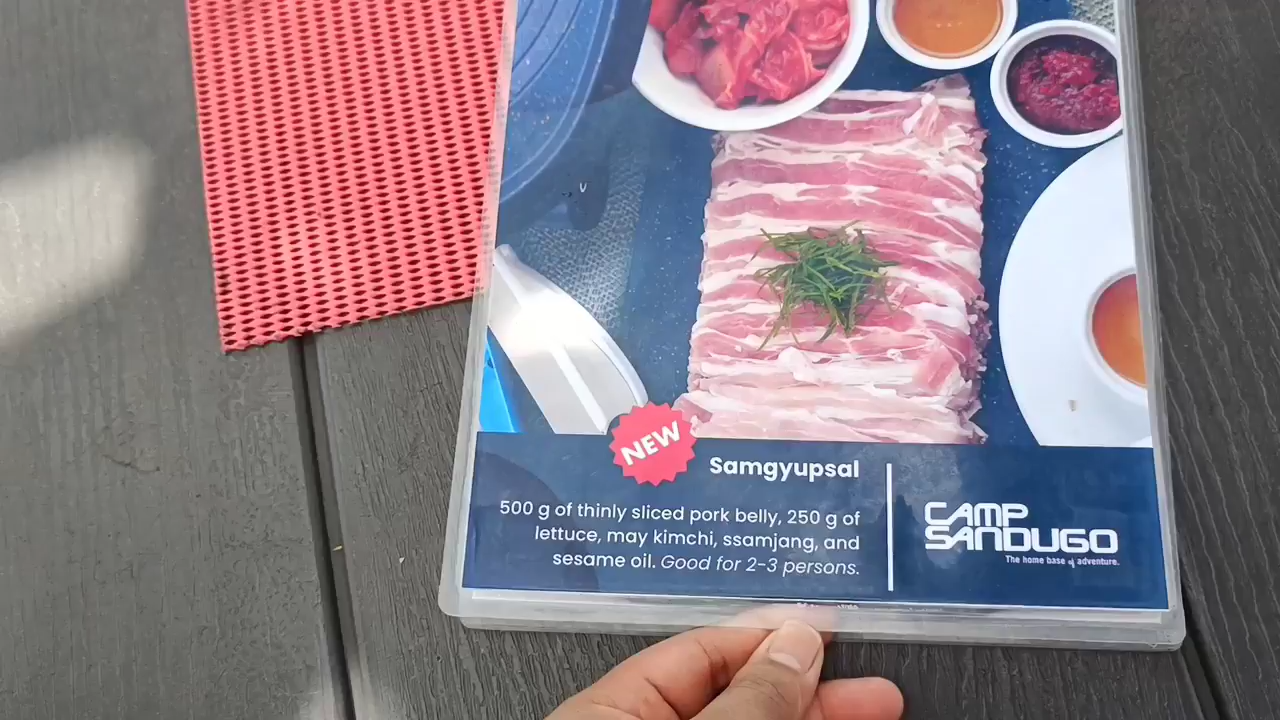 NEW
Samgyupsal
500 g of thinly sliced pork belly, 250 g of
lettuce, may kimchi, ssamjang, and
sesame oil. Good for 2-3 persons.
CAMP
SANDUGO
The home base of adventure.